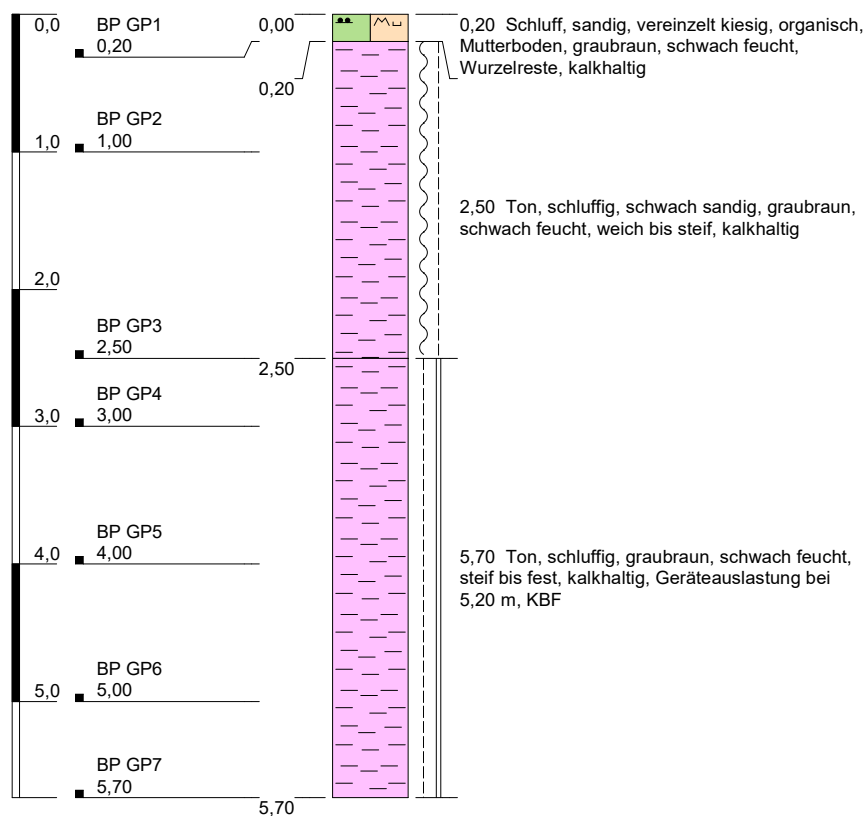 0,0
BP GP1
0,20
0,00
0,20
0,20 Schluff, sandig, vereinzelt kiesig, organisch,
Mutterboden, graubraun, schwach feucht,
Wurzelreste, kalkhaltig
BP GP2
1,00
1,0
2,50 Ton, schluffig, schwach sandig, graubraun,
schwach feucht, weich bis steif, kalkhaltig
2,0
BP GP3
2,50
2,50
BP GP4
3,00
3,0
BP GP5
4,00
4,0
5,70 Ton, schluffig, graubraun, schwach feucht,
steif bis fest, kalkhaltig, Geräteauslastung bei
5,20 m, KBF
BP GP6
5,00
5,0
BP GP7
5,70
5,70